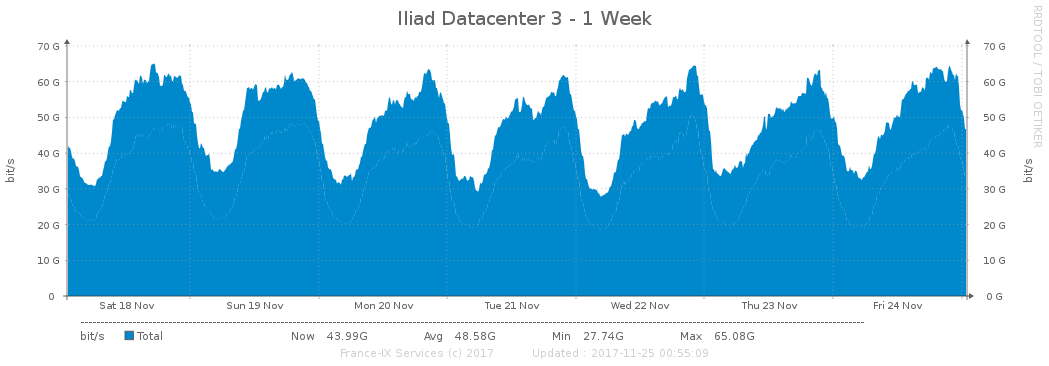 Iliad Datacenter 3 - 1 Week
RRDTOOL / TOBI OETIKER
70 G 70 G
60 G 60 G
50 G 50 G
40 G 40 G
30 G 30 G
20 G 20 G
10 G 10 G
0 0 G
bit/s bit/s
Sat 18 Nov Sun 19 Nov Mon 20 Nov Tue 21 Nov Wed 22 Nov Thu 23 Nov Fri 24 Nov
bit/s Total Now 43.99G Avg 48.58G Min 27.74G Max 65.08G
France-IX Services (c) 2017 Updated : 2017-11-25 00:55:09